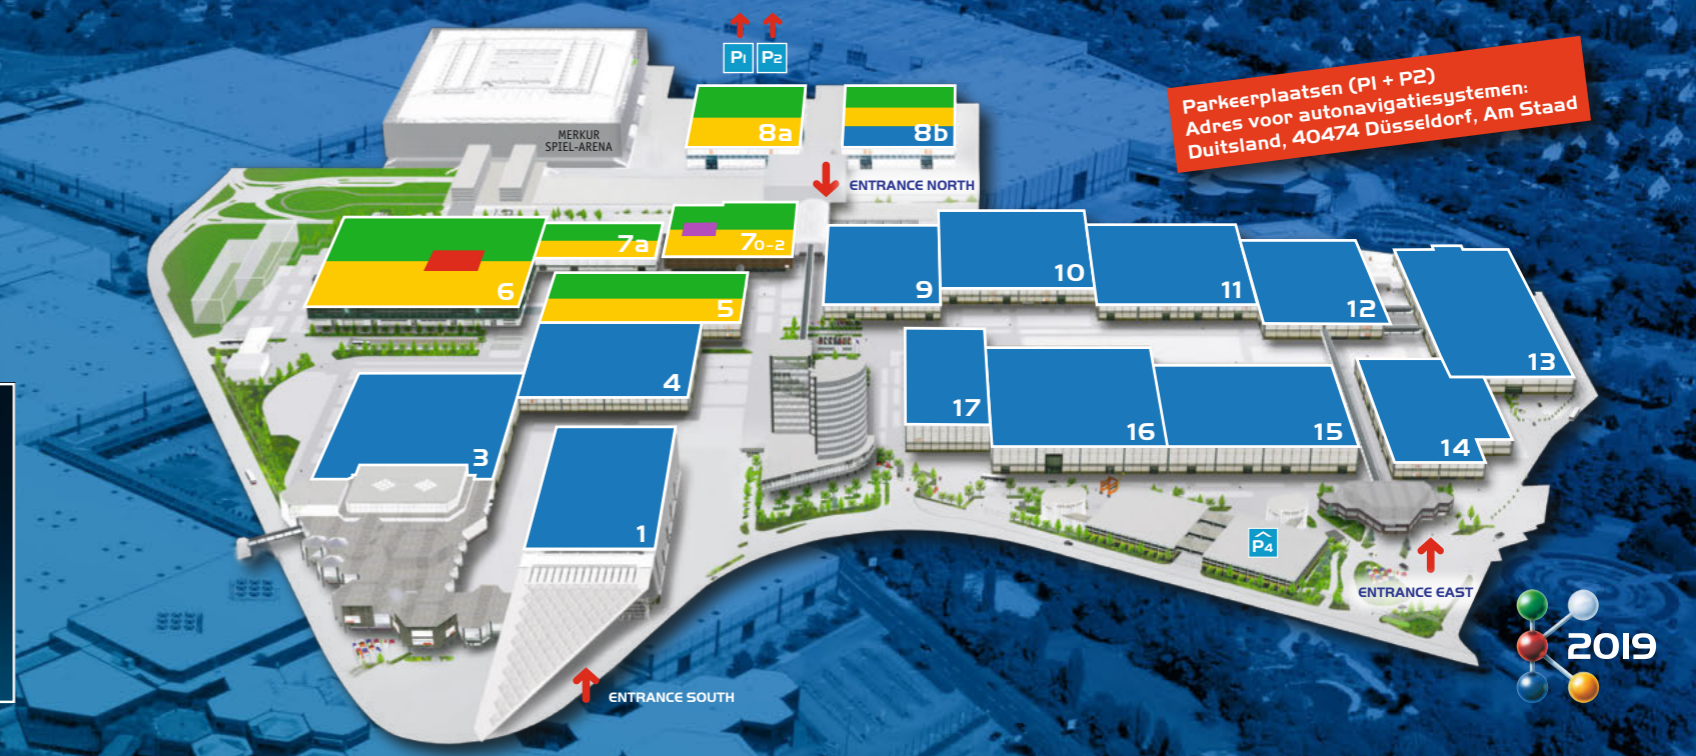 P1 P2
Parkeerplaatsen (P1 + P2)
Adres voor autonavigatiesystemen:
Duitsland, 40474 Düsseldorf, Am Staad
MERKUR
SPIEL-ARENA
8a
8b
ENTRANCE NORTH
7a
70-2
6
5
9
10
11
12
13
4
17
16
15
14
3
1
P4
ENTRANCE EAST
2019
ENTRANCE SOUTH